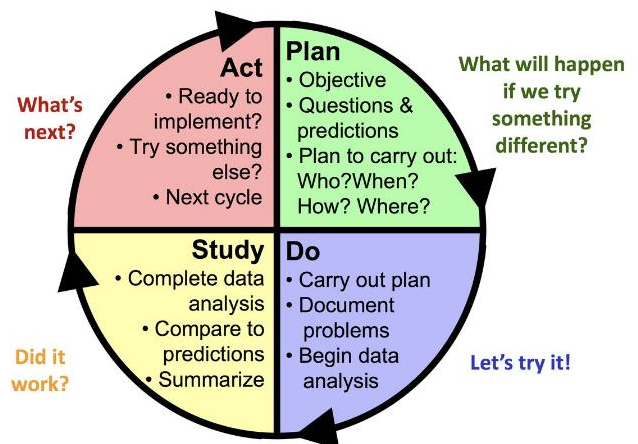 Plan
• Objective
• Questions &
predictions
• Plan to carry out:
Who?When?
How? Where?
What will happen
if we try
something
different?
Do
• Carry out plan
• Document
problems
• Begin data
analysis
Let's try it!
Study
• Complete data
analysis
• Compare to
predictions
• Summarize
Did it
work?
Act
• Ready to
implement?
• Try something
else?
• Next cycle
What's
next?